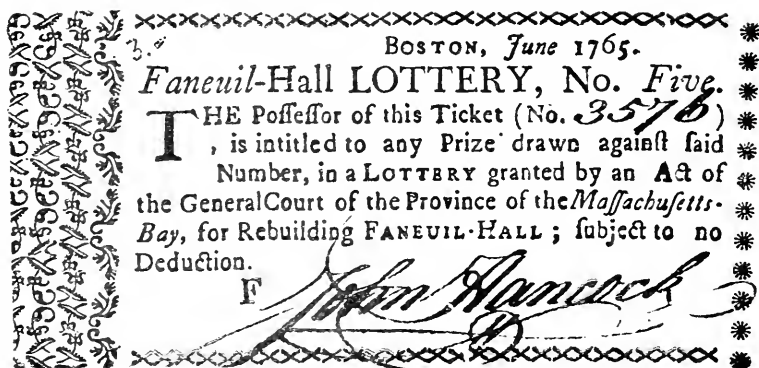 3.
BOSTON, June 1765.
Faneuil-Hall LOTTERY, No. Five.
THE Poſſeſſor of this Ticket (No. 3576)
, is intitled to any Prize drawn againſt ſaid
Number, in a LOTTERY granted by an Act of
the General Court of the Province of the Maſſachuſetts-
Bay, for Rebuilding FANEUIL-HALL; ſubject to no
Deduction.
F John Hancock